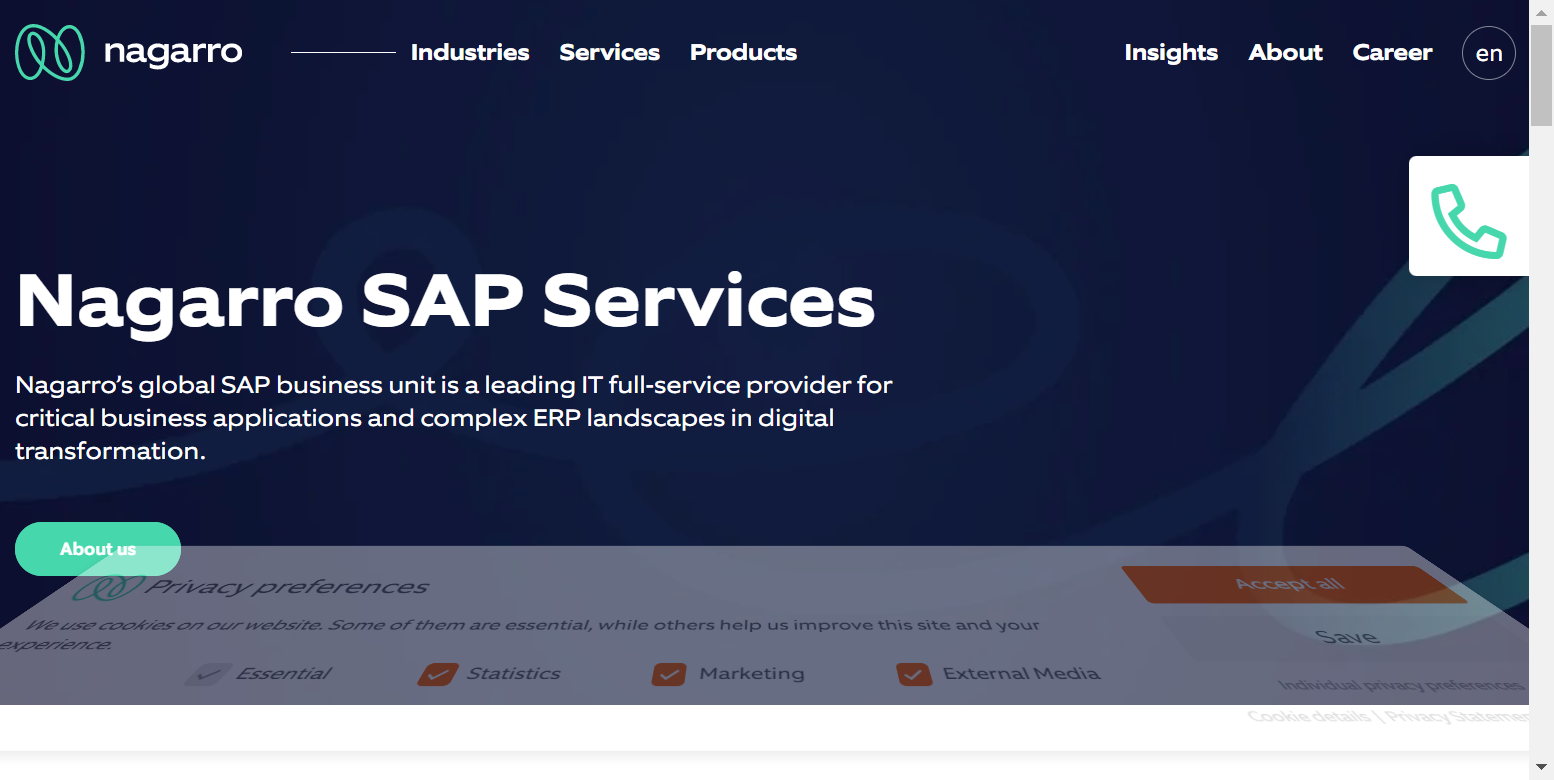 nagarro
Industries Services Products
Insights About Career en
Nagarro SAP Services
Nagarro’s global SAP business unit is a leading IT full-service provider for
critical business applications and complex ERP landscapes in digital
transformation.
About us
Privacy preferences
Accept all
We use cookies on our website. Some of them are essential, while others help us improve this site and your
experience.
Save
Essential Statistics Marketing External Media
Individual privacy preferences
Cookie details | Privacy Statemen